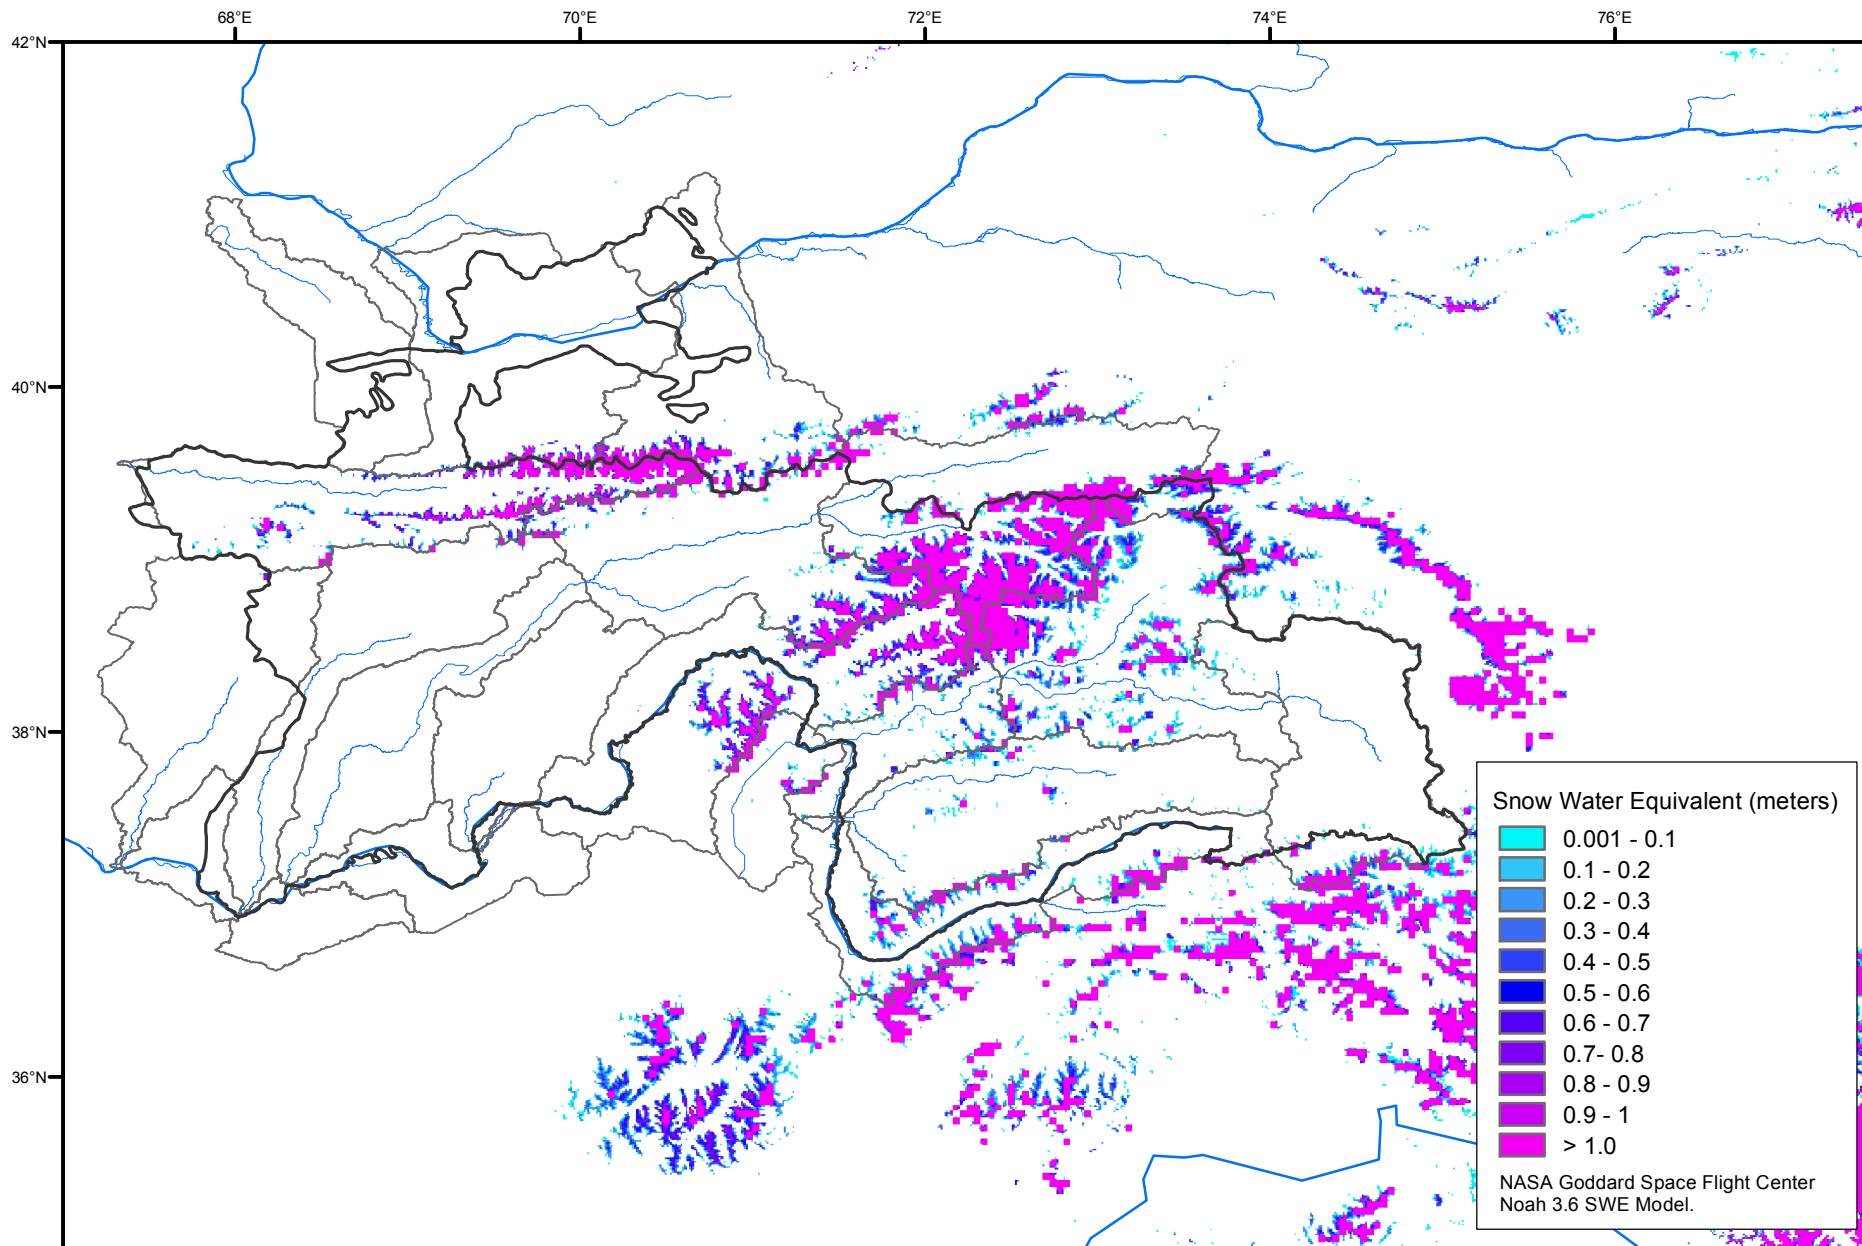 68°E 70°E 72°E 74°E 76°E
42°N
40°N
38°N
36°N
Snow Water Equivalent (meters)
0.001 - 0.1
0.1 - 0.2
0.2 - 0.3
0.3 - 0.4
0.4 - 0.5
0.5 - 0.6
0.6 - 0.7
0.7- 0.8
0.8 - 0.9
0.9 - 1
> 1.0
NASA Goddard Space Flight Center
Noah 3.6 SWE Model.